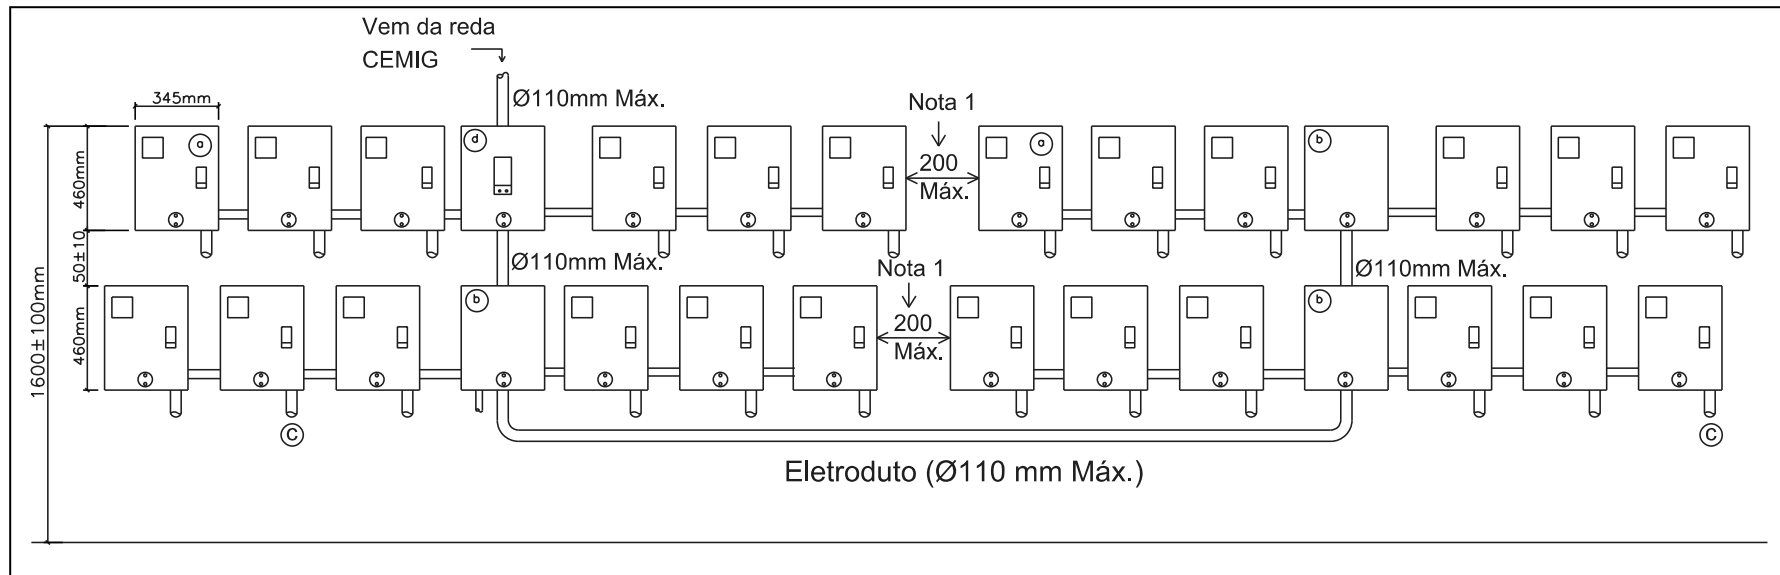 Vem da reda
CEMIG
Ø110mm Máx.
345mm
Nota 1
200
Máx.
a
d
a
b
460mm
50±10
460mm
1600±100mm
Ø110mm Máx.
Nota 1
200
Máx.
Ø110mm Máx.
b
b
C
C
Eletroduto (Ø110 mm Máx.)